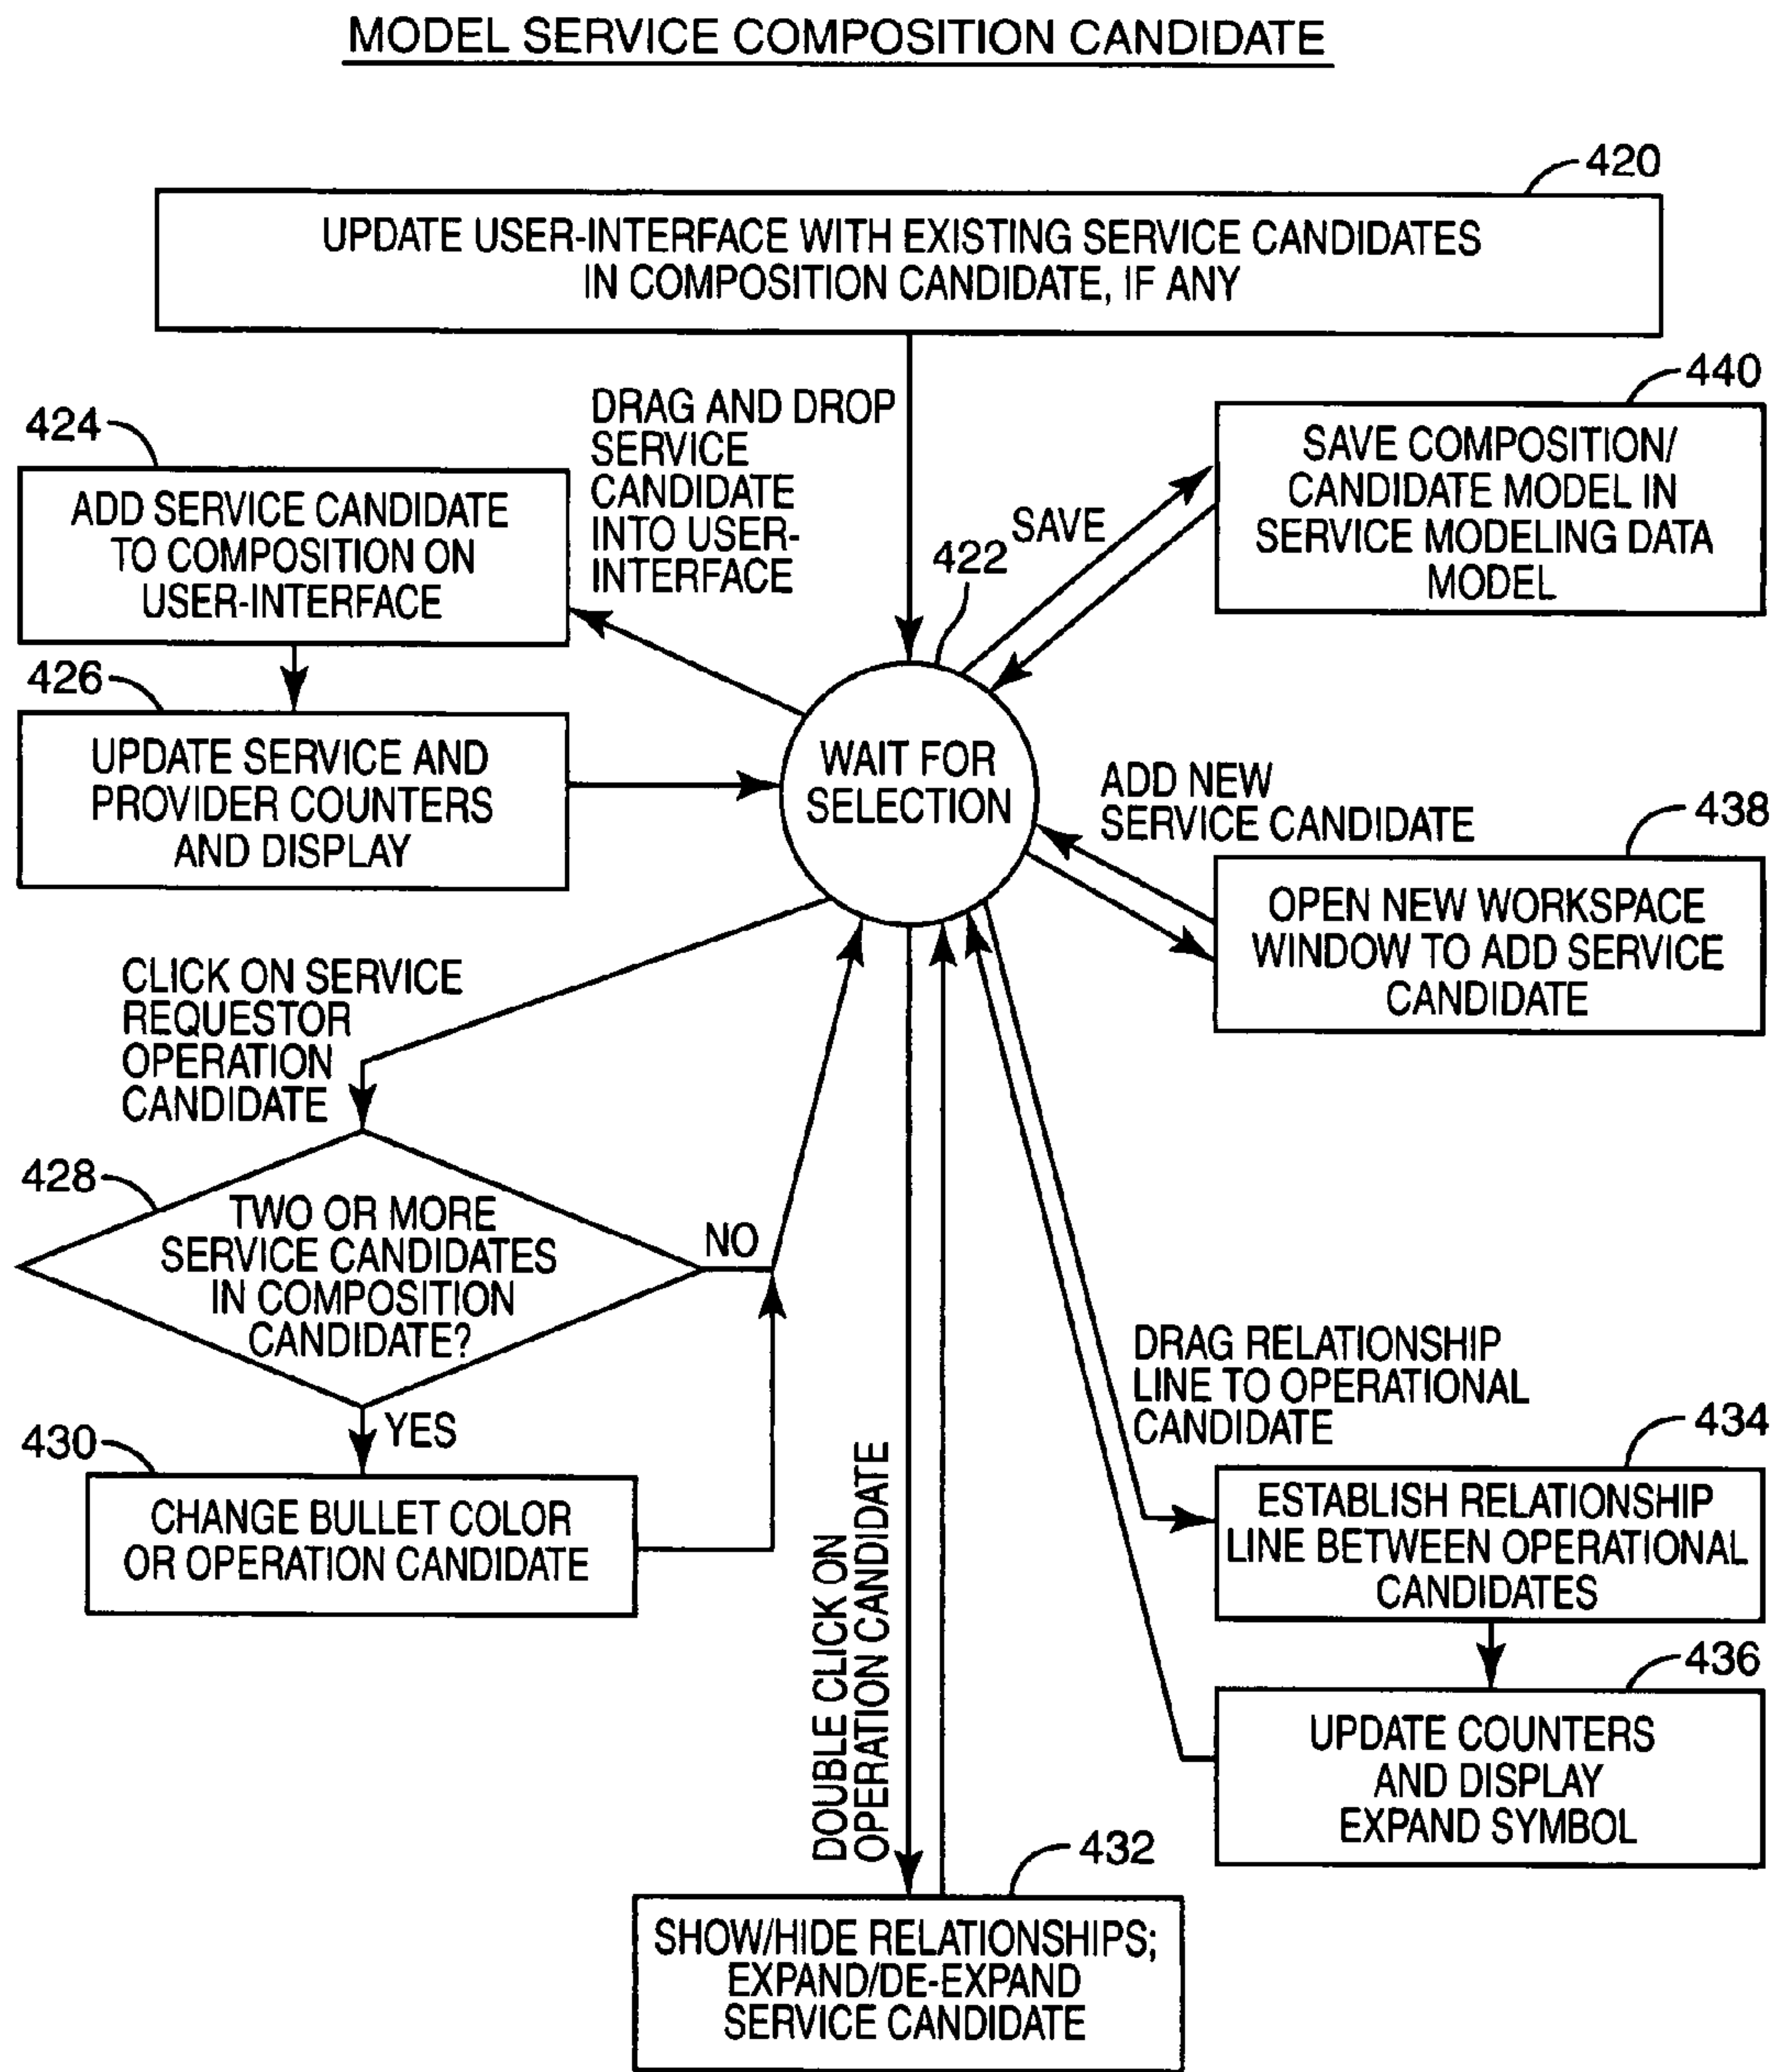 MODEL SERVICE COMPOSITION CANDIDATE
420
UPDATE USER-INTERFACE WITH EXISTING SERVICE CANDIDATES
IN COMPOSITION CANDIDATE, IF ANY
424
ADD SERVICE CANDIDATE
TO COMPOSITION ON
USER-INTERFACE
DRAG AND DROP
SERVICE
CANDIDATE
INTO USER-
INTERFACE
440
SAVE COMPOSITION/
CANDIDATE MODEL IN
SERVICE MODELING DATA
MODEL
SAVE
422
426
UPDATE SERVICE AND
PROVIDER COUNTERS
AND DISPLAY
WAIT FOR
SELECTION
ADD NEW
SERVICE CANDIDATE
438
OPEN NEW WORKSPACE
WINDOW TO ADD SERVICE
CANDIDATE
CLICK ON SERVICE
REQUESTOR
OPERATION
CANDIDATE
428
TWO OR MORE
SERVICE CANDIDATES
IN COMPOSITION
CANDIDATE?
NO
YES
430
CHANGE BULLET COLOR
OR OPERATION CANDIDATE
DOUBLE CLICK ON
OPERATION CANDIDATE
DRAG RELATIONSHIP
LINE TO OPERATIONAL
CANDIDATE
434
ESTABLISH RELATIONSHIP
LINE BETWEEN OPERATIONAL
CANDIDATES
436
UPDATE COUNTERS
AND DISPLAY
EXPAND SYMBOL
432
SHOW/HIDE RELATIONSHIPS;
EXPAND/DE-EXPAND
SERVICE CANDIDATE